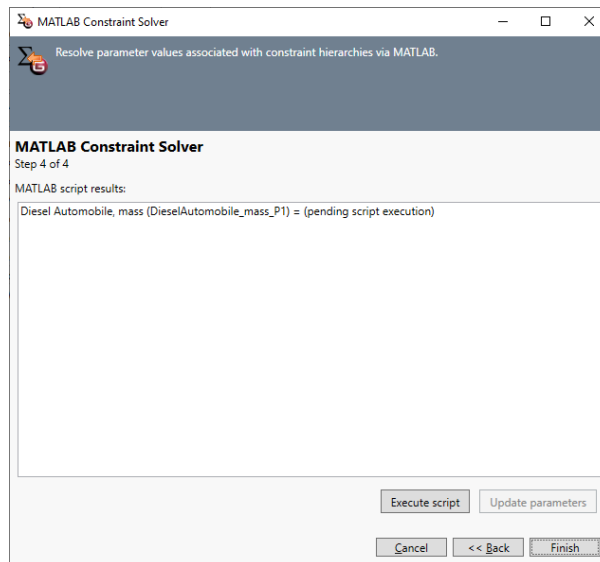 MATLAB Constraint Solver
Resolve parameter values associated with constraint hierarchies via MATLAB.
MATLAB Constraint Solver
Step 4 of 4
MATLAB script results:
Diesel Automobile, mass (DieselAutomobile_mass_P1) = (pending script execution)
Execute script Update parameters
Cancel << Back Finish